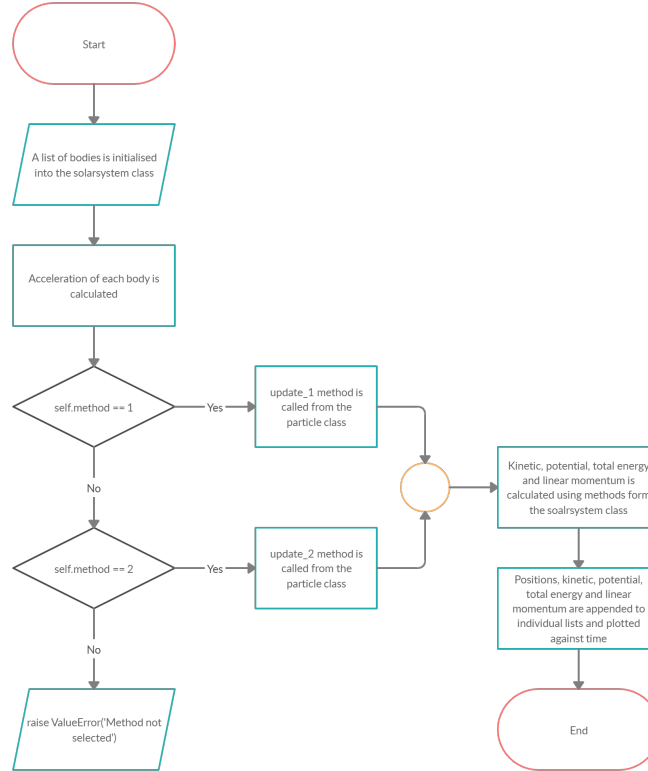 Start
A list of bodies is initialised
into the solarsystem class
Acceleration of each body is
calculated
self.method == 1
Yes
update_1 method is
called from the
particle class
No
self.method == 2
Yes
update_2 method is
called from the
particle class
No
raise ValueError('Method not
selected')
Kinetic, potential, total energy
and linear momentum is
calculated using methods form
the soalrsystem class
Positions, kinetic, potential,
total energy and linear
momentum are appended to
individual lists and plotted
against time
End